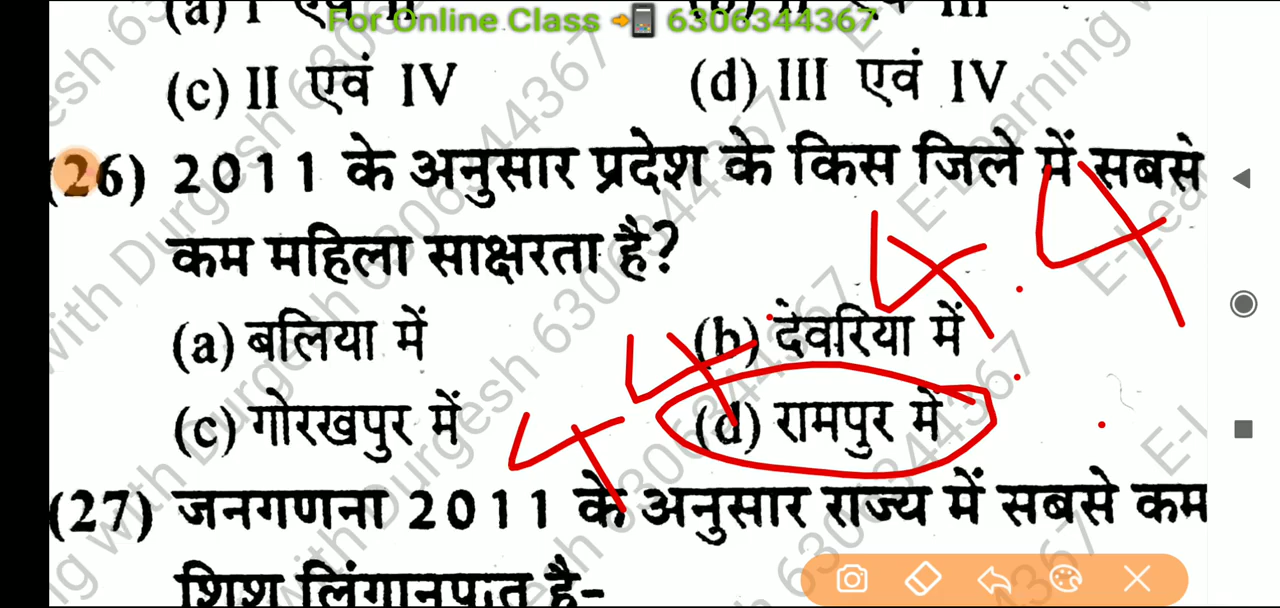 For Online Class 6306344367
(c) II एवं IV (d) III एवं IV
(26) 2011 के अनुसार प्रदेश के किस जिले में सबसे
कम महिला साक्षरता है?
(a) बलिया में (b) देवरिया में
(c) गोरखपुर में (d) रामपुर में
(27) जनगणना 2011 के अनुसार राज्य में सबसे कम